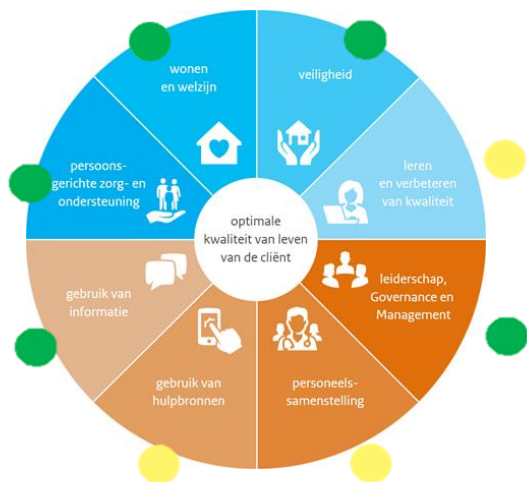 wonen
en welzijn
veiligheid
persoons-
gerichte zorg- en
ondersteuning
leren
en verbeteren
van kwaliteit
optimale
kwaliteit van leven
van de cliënt
gebruik van
informatie
leiderschap,
Governance en
Management
gebruik van
hulpbronnen
personeels-
samenstelling